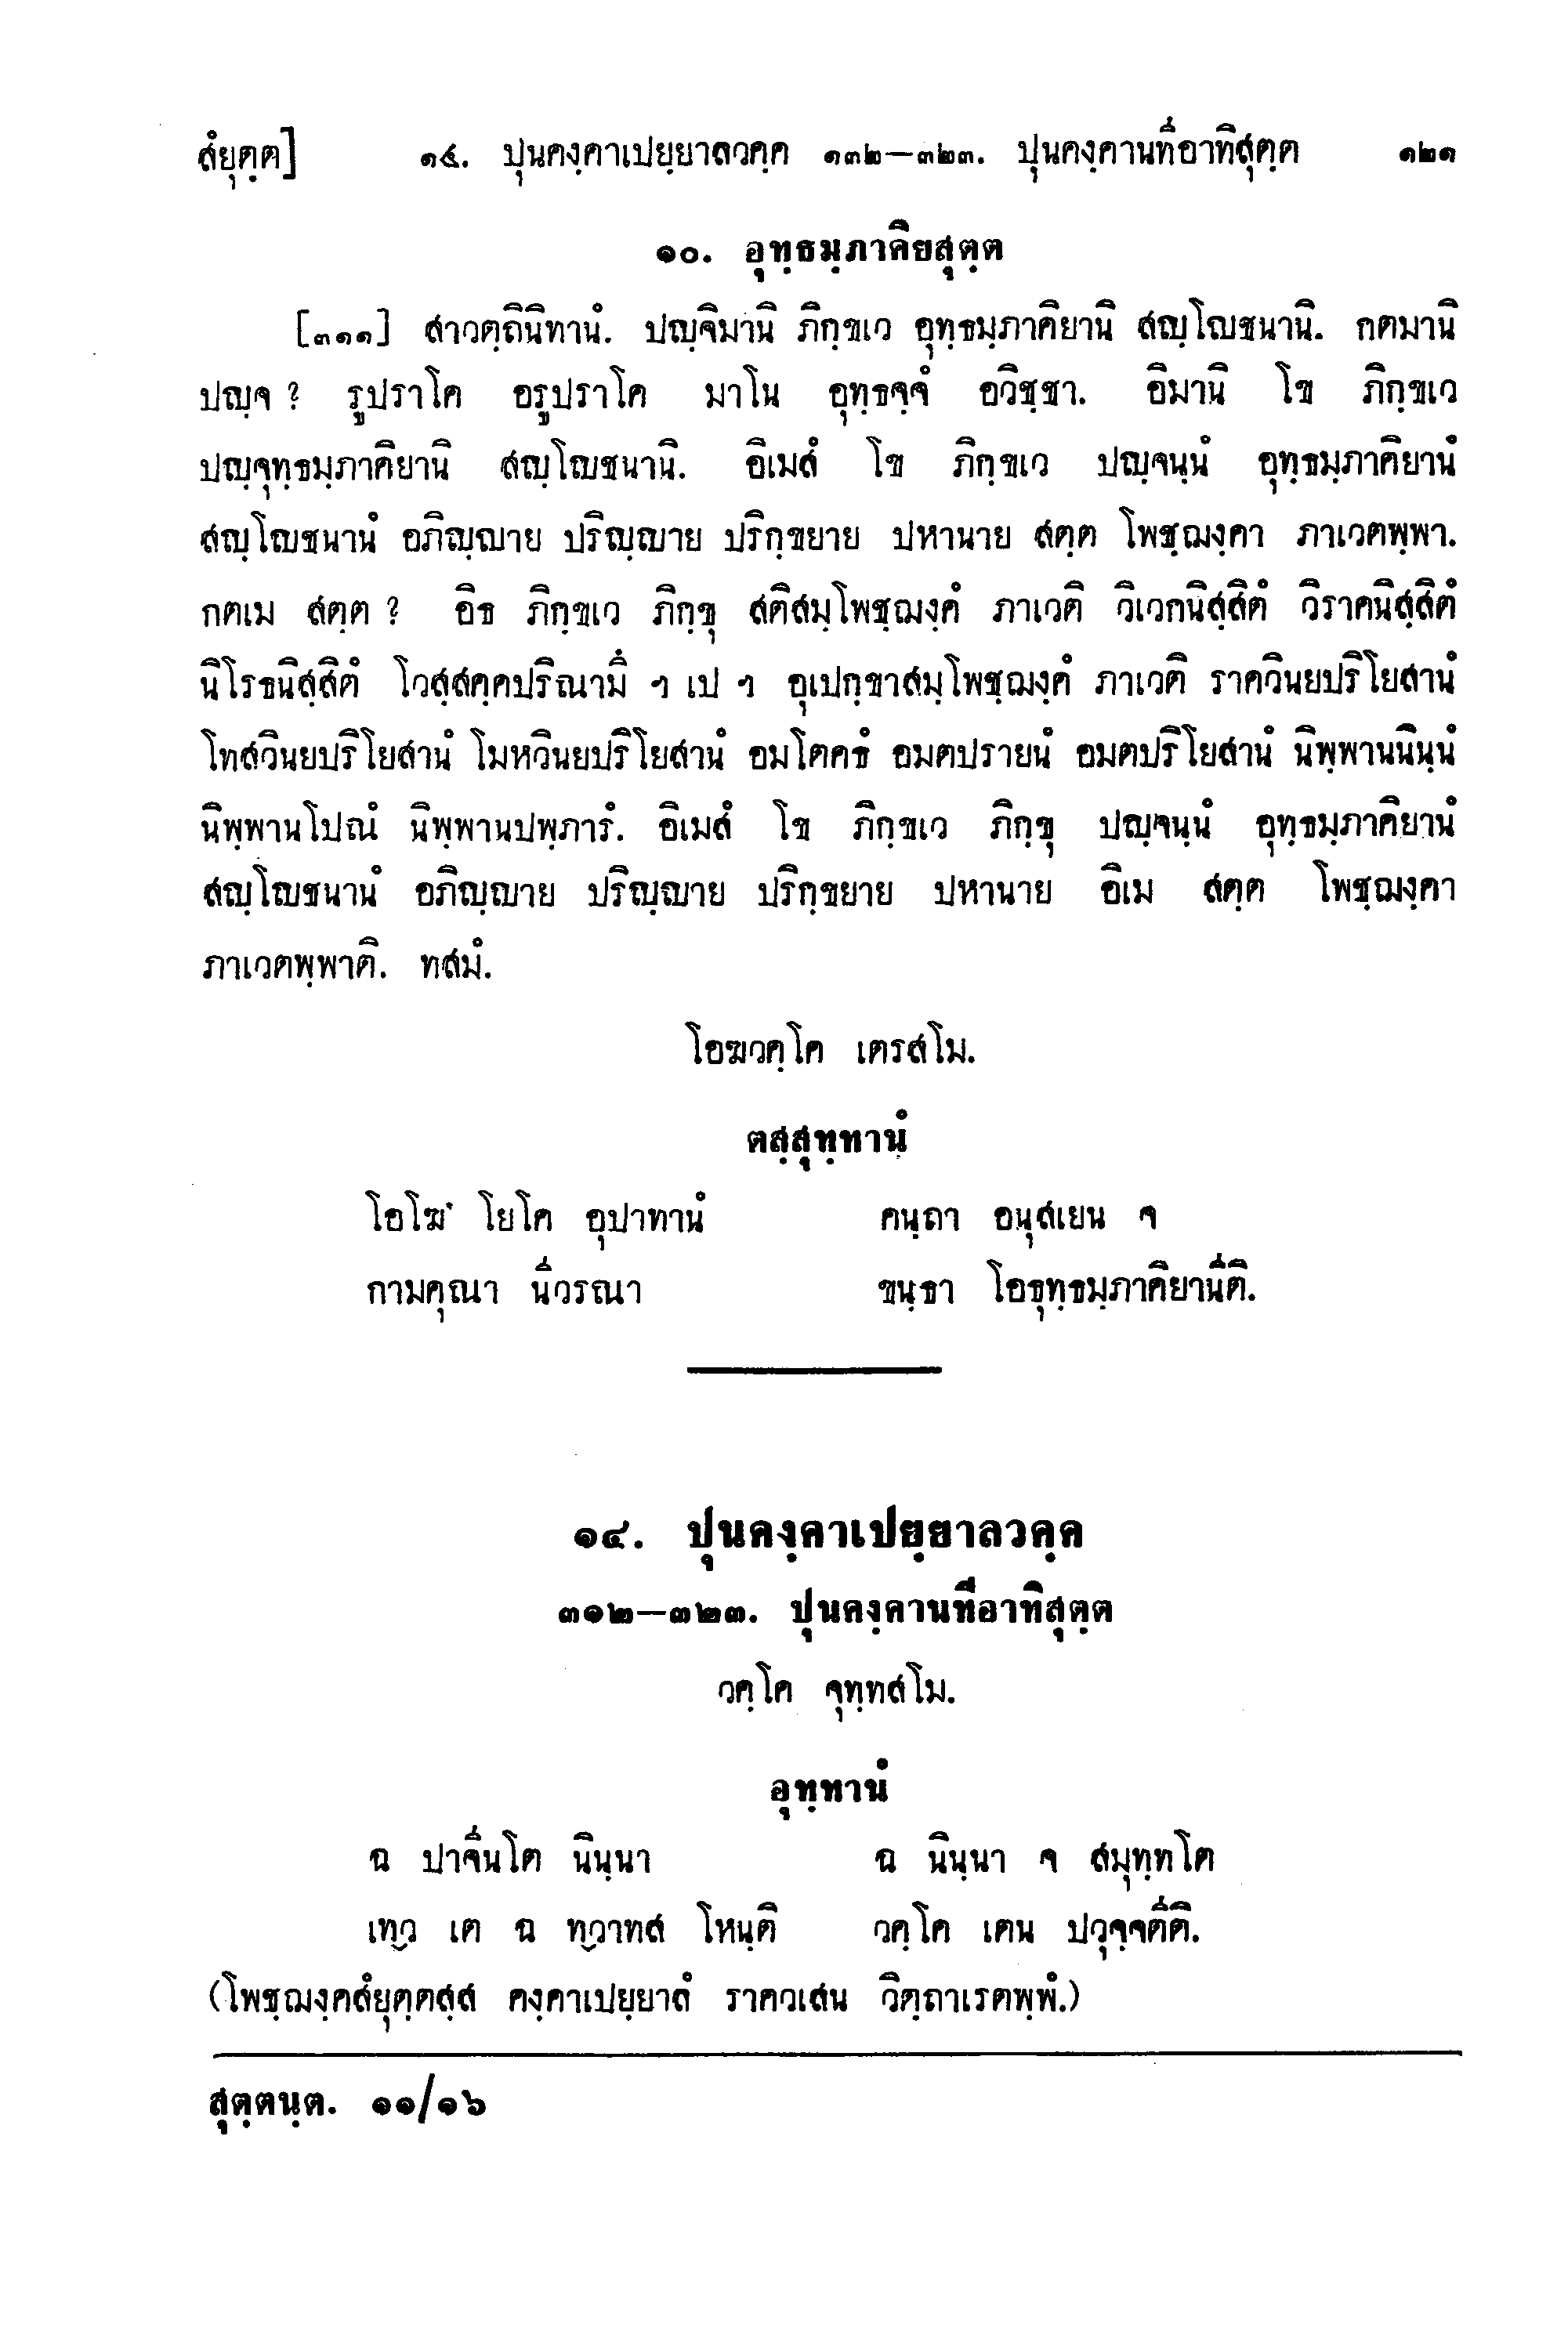 สํยุตฺต]	๑๔. ปุนคงฺคาเปยฺยาลวคฺค ๑๓๒–๓๒๓. ปุนคงฺคานทีอาทิสุตฺต	๑๒๑
๑๐. อุทฺธมฺภาคิยสุตฺต
[๓๑๑] สาวตฺถินิทานํ. ปญฺจิมานิ ภิกฺขเว อุทฺธมฺภาคิยานิ สญฺโญชนานิ. กตมานิ
ปญฺจ ? รูปราโค อรูปราโค มาโน อุทฺธจฺจํ อวิชฺชา. อิมานิ โข ภิกฺขเว
ปญฺจุทฺธมฺภาคิยานิ สญฺโญชนานิ. อิเมสํ โข ภิกฺขเว ปญฺจนฺนํ อุทฺธมฺภาคิยานํ
สญฺโญชนานํ อภิญฺญาย ปริญฺญาย ปริกฺขยาย ปหานาย สตฺต โพชฺฌงฺคา ภาเวตพฺพา.
กตเม สตฺต ? อิธ ภิกฺขเว ภิกฺขุ สติสมฺโพชฺฌงฺคํ ภาเวติ วิเวกนิสฺสิตํ วิราคนิสฺสิตํ
นิโรธนิสฺสิตํ โวสฺสคฺคปริณามึ ฯ เป ฯ อุเปกฺขาสมฺโพชฺฌงฺคํ ภาเวติ ราควินยปริโยสานํ
โทสวินยปริโยสานํ โมหวินยปริโยสานํ อมโตคธํ อมตปรายนํ อมตปริโยสานํ นิพฺพานนินฺนํ
นิพฺพานโปณํ นิพฺพานปพฺภารํ. อิเมสํ โข ภิกฺขเว ภิกฺขุ ปญฺจนฺนํ อุทฺธมฺภาคิยานํ
สญฺโญชนานํ อภิญฺญาย ปริญฺญาย ปริกฺขยาย ปหานาย อิเม สตฺต โพชฺฌงฺคา
ภาเวตพฺพาติ. ทสมํ.
โอฆวคฺโค เตรสโม.
ตสฺสุทฺทานํ
โอโฆ โยโค อุปาทานํ	คนฺถา อนุสเยน จ
กามคุณา นีวรณา	ขนฺธา โอรุทฺธมฺภาคิยานีติ.
๑๔. ปุนคงฺคาเปยฺยาลวคฺค
๓๑๒–๓๒๓. ปุนคงฺคานทีอาทิสุตฺต
วคฺโค จุทฺทสโม.
อุทฺทานํ
ฉ ปาจีนโต นินฺนา	ฉ นินฺนา จ สมุทฺทโต
เทฺว เต ฉ ทฺวาทส โหนฺติ	วคฺโค เตน ปวุจฺจตีติ.
(โพชฺฌงฺคสํยุตฺตสฺส คงฺคาเปยฺยาลํ ราควเสน วิตฺถาเรตพฺพํ.)
สุตฺตนฺต. ๑๑/๑๖